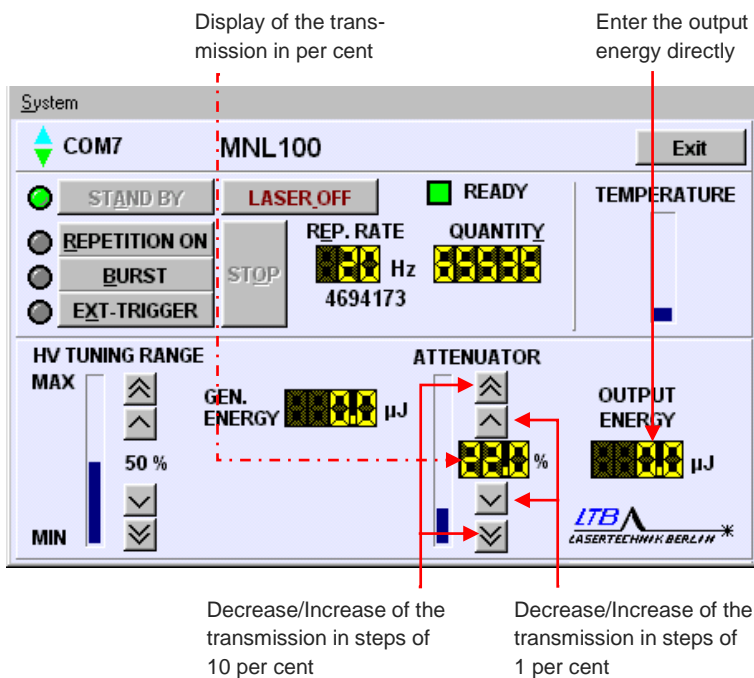 Display of the trans-
mission in per cent
Enter the output
energy directly
System
COM7
MNL100
Exit
STAND BY
LASER OFF
READY
TEMPERATURE
REPETITION ON
BURST
EXT-TRIGGER
STOP
REP. RATE
Hz
4694173
QUANTITY
HV TUNING RANGE
MAX
50 %
MIN
GEN.
ENERGY
µJ
ATTENUATOR
%
OUTPUT
ENERGY
µJ
LTB
LASERTECHNIK BERLIN
Decrease/Increase of the
transmission in steps of
10 per cent
Decrease/Increase of the
transmission in steps of
1 per cent